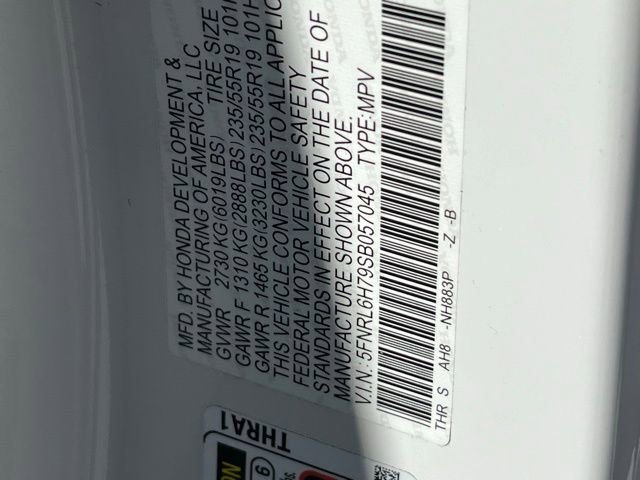 MFD. BY HONDA DEVELOPMENT &
MANUFACTURING OF AMERICA, LLC
GVWR 2730 KG(6019LBS) TIRE SIZE
GAWR F 1310 KG(2888LBS)235/55R19 101
GAWR R 1465 KG(3230LBS)235/55R19 101H
THIS VEHICLE CONFORMS TO ALL
FEDERAL MOTOR VEHICLE SAFETY
STANDARDS IN EFFECT ON THE DATE OF
MANUFACTURE SHOWN ABOVE.
V.I.N.:5FNRL6H79SB057045 TYPE:MPV
THR S AH8 -NH883P -Z -B
THRA1